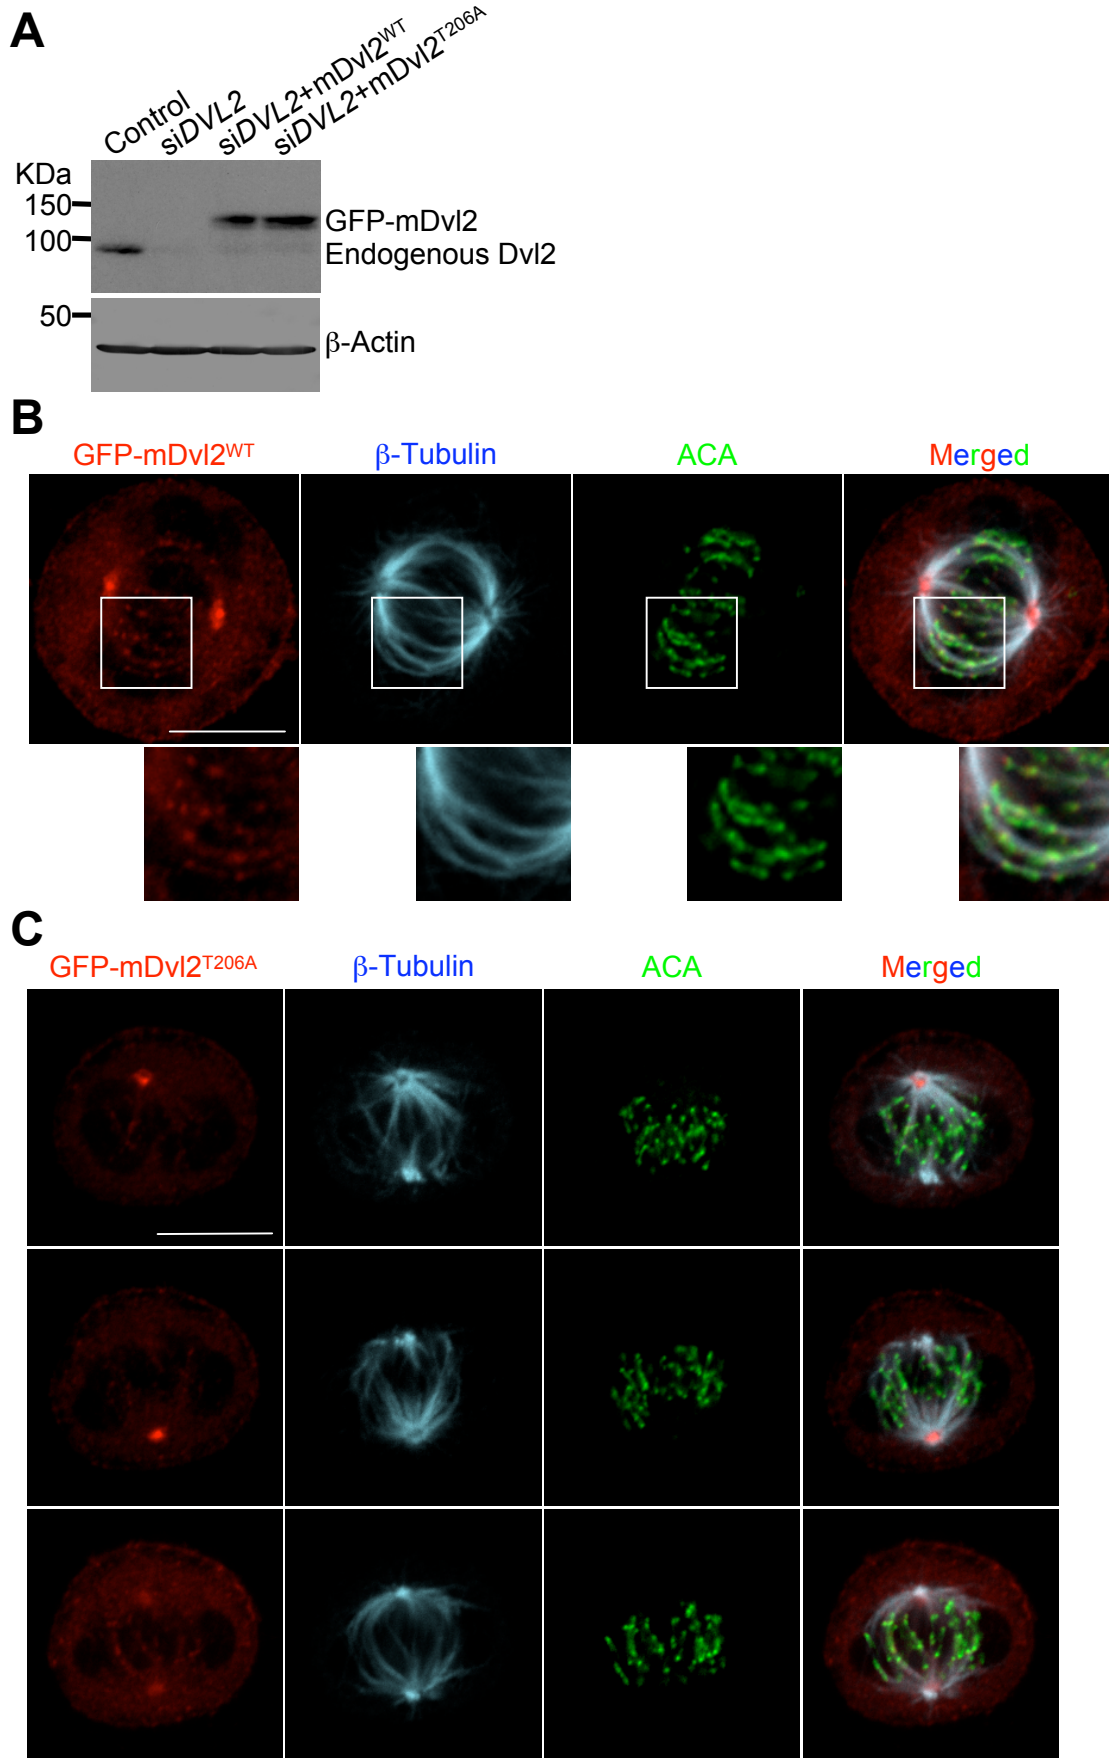 A
Control
siDVL2
siDVL2+mDvl2WT
siDVL2+mDvl2T206A
KDa
150
100
GFP-mDvl2
Endogenous Dvl2
50
β-Actin
B
GFP-mDvl2WT β-Tubulin ACA Merged
C
GFP-mDvl2T206A β-Tubulin ACA Merged